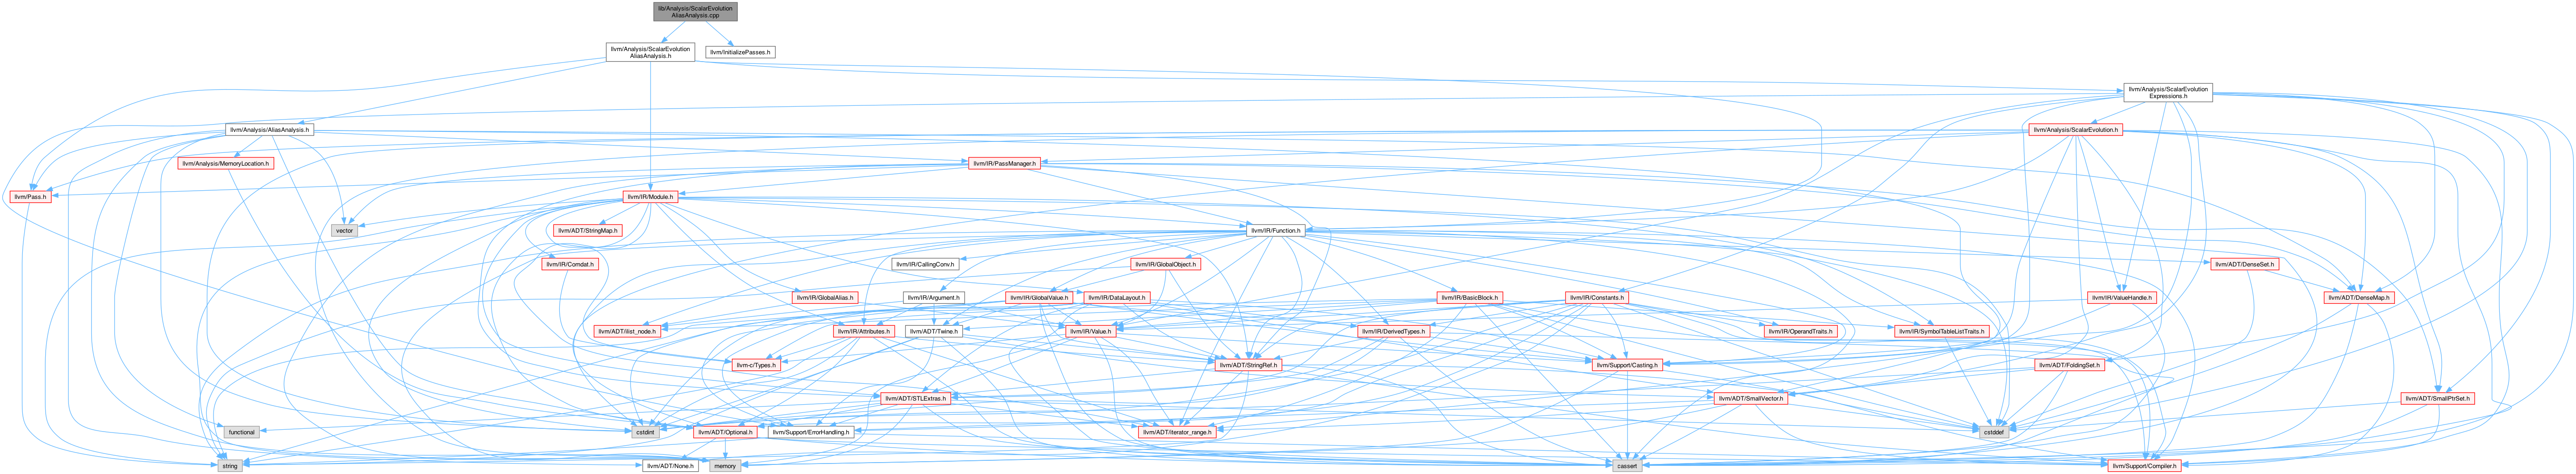 lib/Analysis/ScalarEvolution
AliasAnalysis.cpp
llvm/Analysis/ScalarEvolution
AliasAnalysis.h
llvm/InitializePasses.h
llvm/Analysis/ScalarEvolution
Expressions.h
llvm/Analysis/AliasAnalysis.h
llvm/Analysis/ScalarEvolution.h
llvm/Analysis/MemoryLocation.h
llvm/IR/PassManager.h
llvm/Pass.h
llvm/IR/Module.h
vector
llvm/ADT/StringMap.h
llvm/IR/Function.h
llvm/IR/Comdat.h
llvm/IR/CallingConv.h
llvm/IR/GlobalObject.h
llvm/ADT/DenseSet.h
llvm/IR/GlobalAlias.h
llvm/IR/Argument.h
llvm/IR/GlobalValue.h
llvm/IR/DataLayout.h
llvm/IR/BasicBlock.h
llvm/IR/Constants.h
llvm/IR/ValueHandle.h
llvm/ADT/DenseMap.h
llvm/ADT/ilist_node.h
llvm/IR/Attributes.h
llvm/ADT/Twine.h
llvm/IR/Value.h
llvm/IR/DerivedTypes.h
llvm/IR/OperandTraits.h
llvm/IR/SymbolTableListTraits.h
llvm-c/Types.h
llvm/ADT/StringRef.h
llvm/Support/Casting.h
llvm/ADT/FoldingSet.h
llvm/ADT/STLExtras.h
llvm/ADT/SmallVector.h
llvm/ADT/SmallPtrSet.h
functional
cstdint
llvm/ADT/Optional.h
llvm/Support/ErrorHandling.h
llvm/ADT/iterator_range.h
cstddef
string
llvm/ADT/None.h
memory
cassert
llvm/Support/Compiler.h